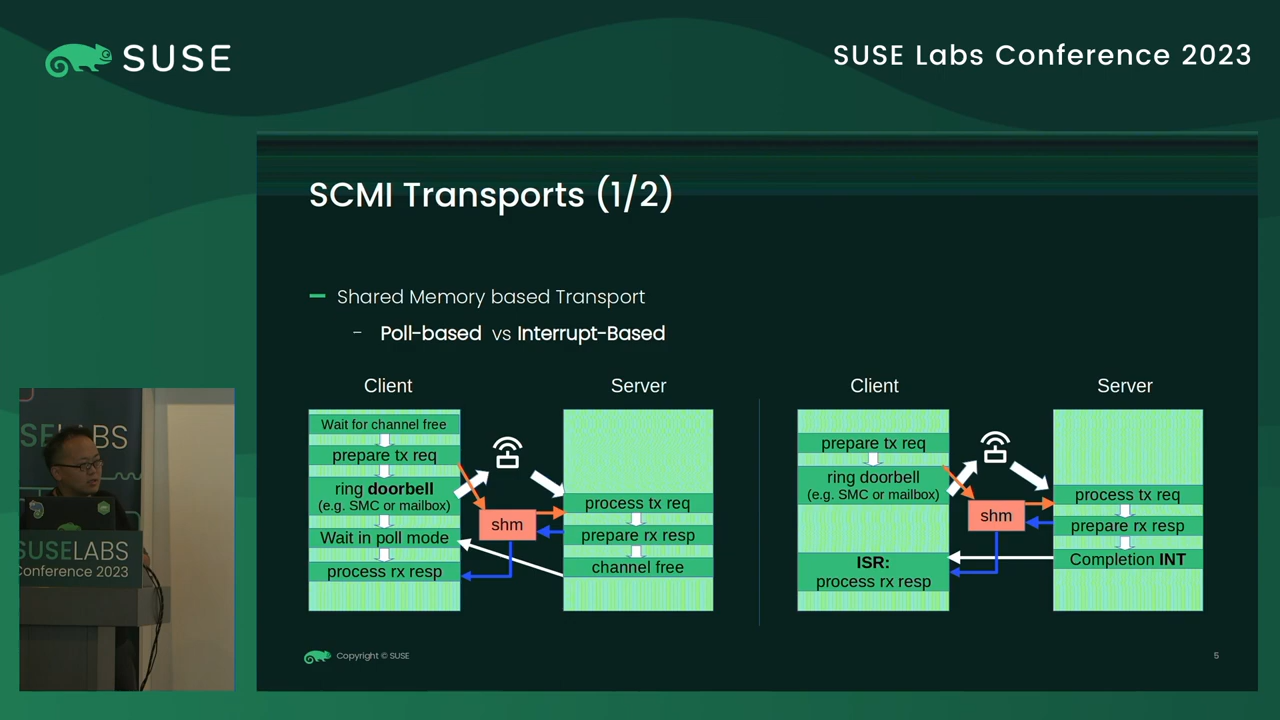 SUSE
SUSE Labs Conference 2023
SCMI Transports (1/2)
Shared Memory based Transport
Poll-based vs Interrupt-Based
Client
Server
Wait for channel free
prepare tx req
ring doorbell
(e.g. SMC or mailbox)
Wait in poll mode
process rx resp
shm
process tx req
prepare rx resp
channel free
Client
Server
prepare tx req
ring doorbell
(e.g. SMC or mailbox)
ISR:
process rx resp
shm
process tx req
prepare rx resp
Completion INT
SELABS
SUSELABS
Conference 2023
Copyright © SUSE
5